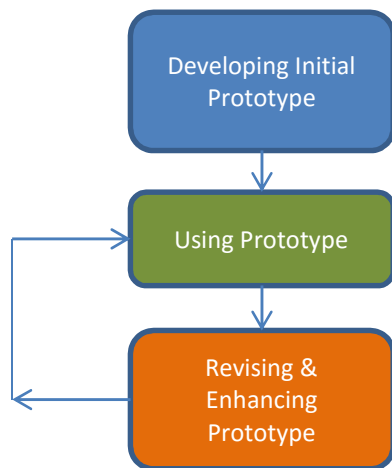 Developing Initial
Prototype
Using Prototype
Revising &
Enhancing
Prototype